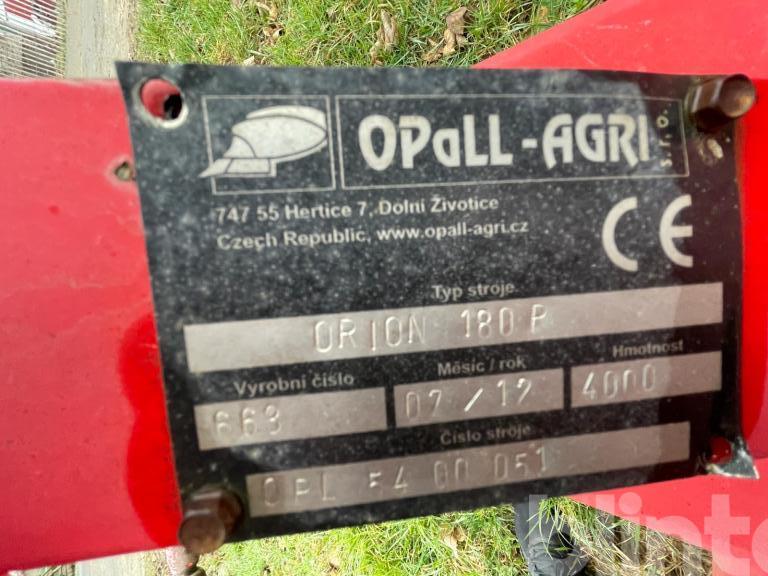 OPaLL-AGRI s.r.o.
747 55 Hertice 7, Dolní Životice
Czech Republic, www.opall-agri.cz
CE
Typ stroje
ORION 180 P
Výrobní číslo Měsíc / rok Hmotnost
663 07/12 4000
Číslo stroje
OPL 54 00 051